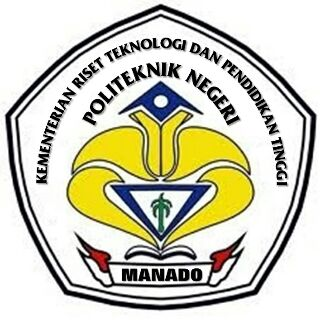 KEMENTERIAN RISET TEKNOLOGI DAN PENDIDIKAN TINGGI
POLITEKNIK NEGERI
MANADO